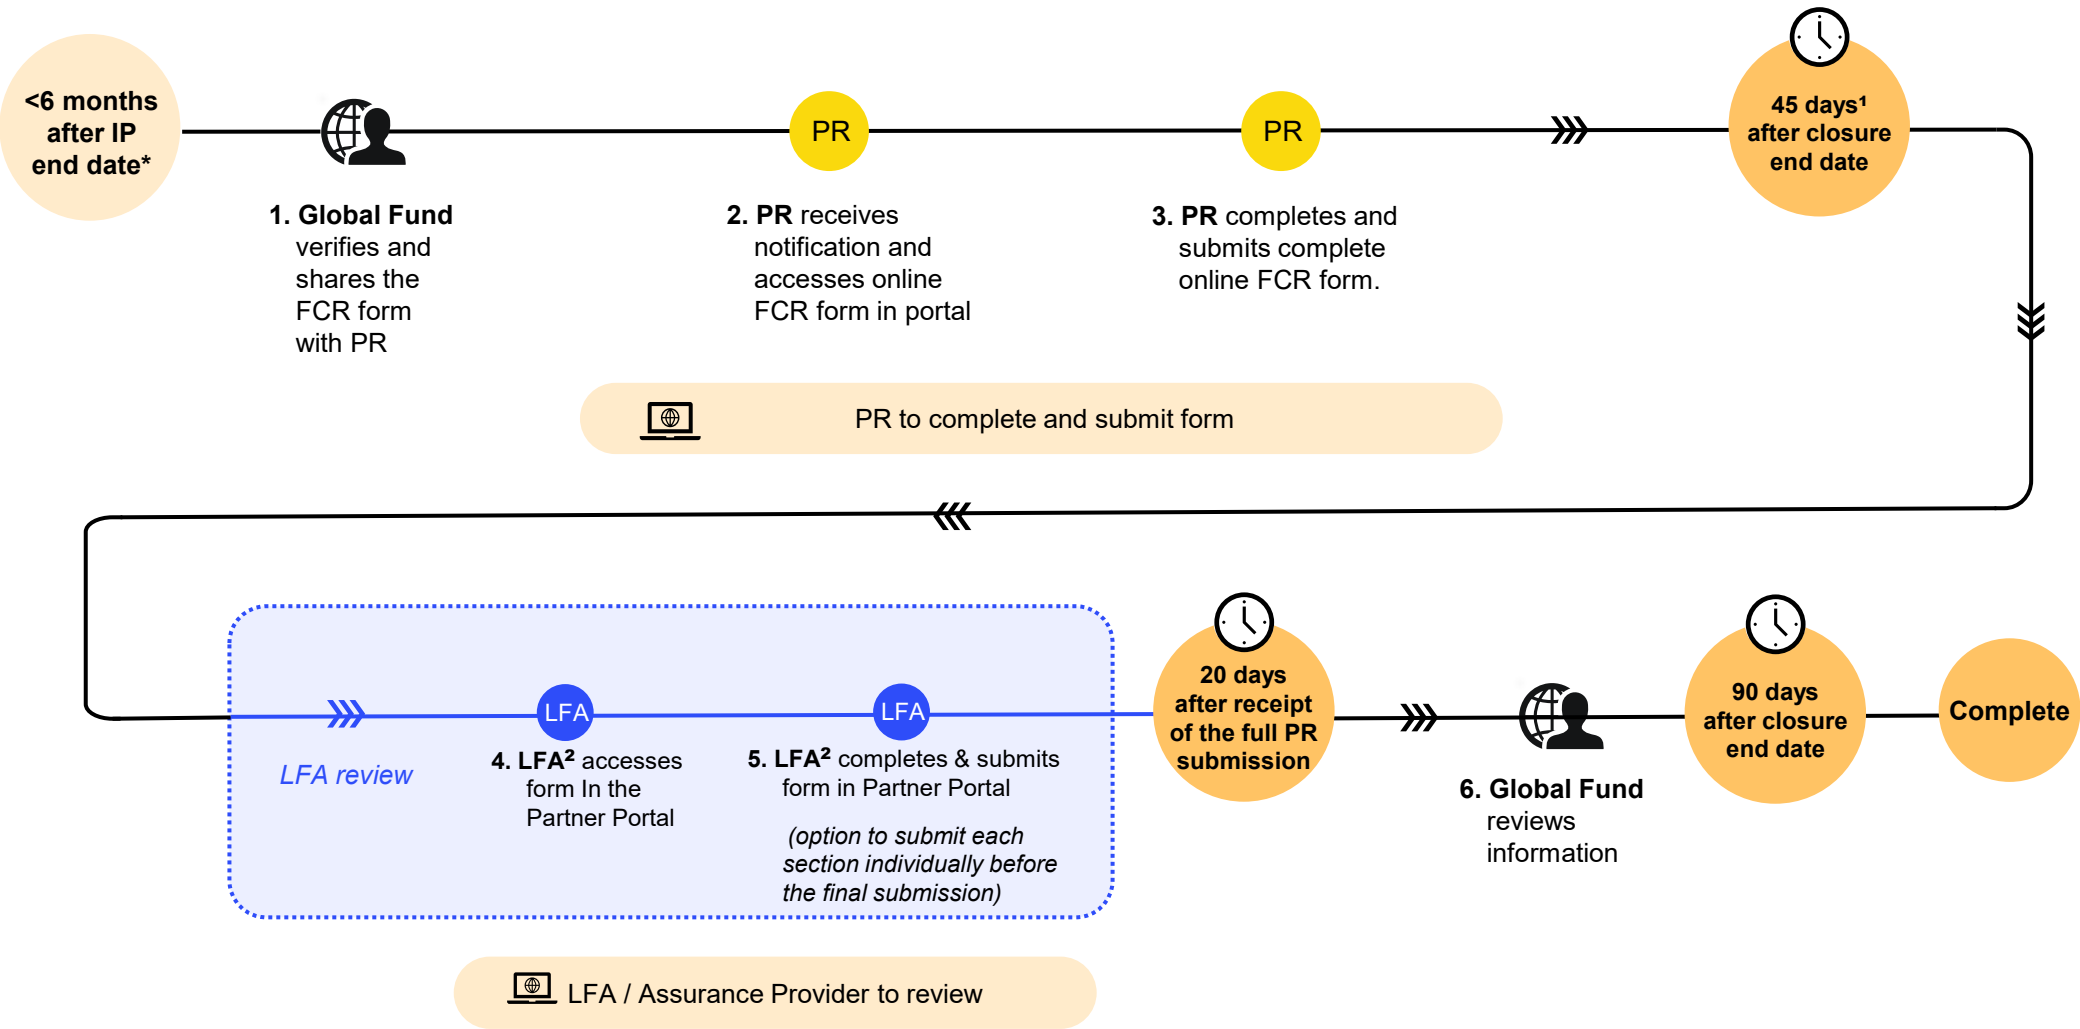 <6 months
after IP
end date*
PR
PR
45 days¹
after closure
end date
1. Global Fund
verifies and
shares the
FCR form
with PR
2. PR receives
notification and
accesses online
FCR form in portal
3. PR completes and
submits complete
online FCR form.
PR to complete and submit form
LFA review
LFA
4. LFA² accesses
form In the
Partner Portal
LFA
5. LFA² completes & submits
form in Partner Portal
(option to submit each
section individually before
the final submission)
20 days
after receipt
of the full PR
submission
6. Global Fund
reviews
information
90 days
after closure
end date
Complete
LFA / Assurance Provider to review